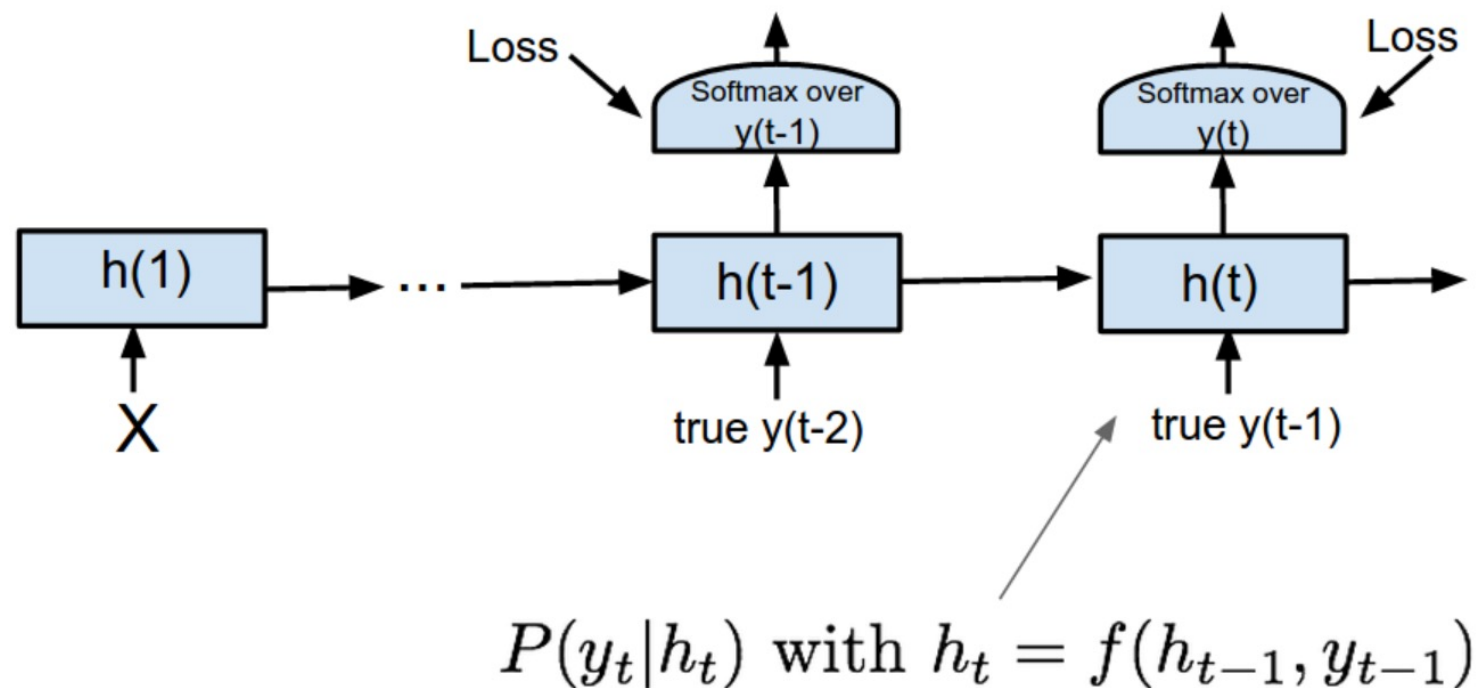 Loss
Softmax over
y(t-1)
Softmax over
y(t)
Loss
h(1)
...
h(t-1)
h(t)
X
true y(t-2)
true y(t-1)
P(y_t|h_t) with h_t = f(h_{t-1}, y_{t-1})